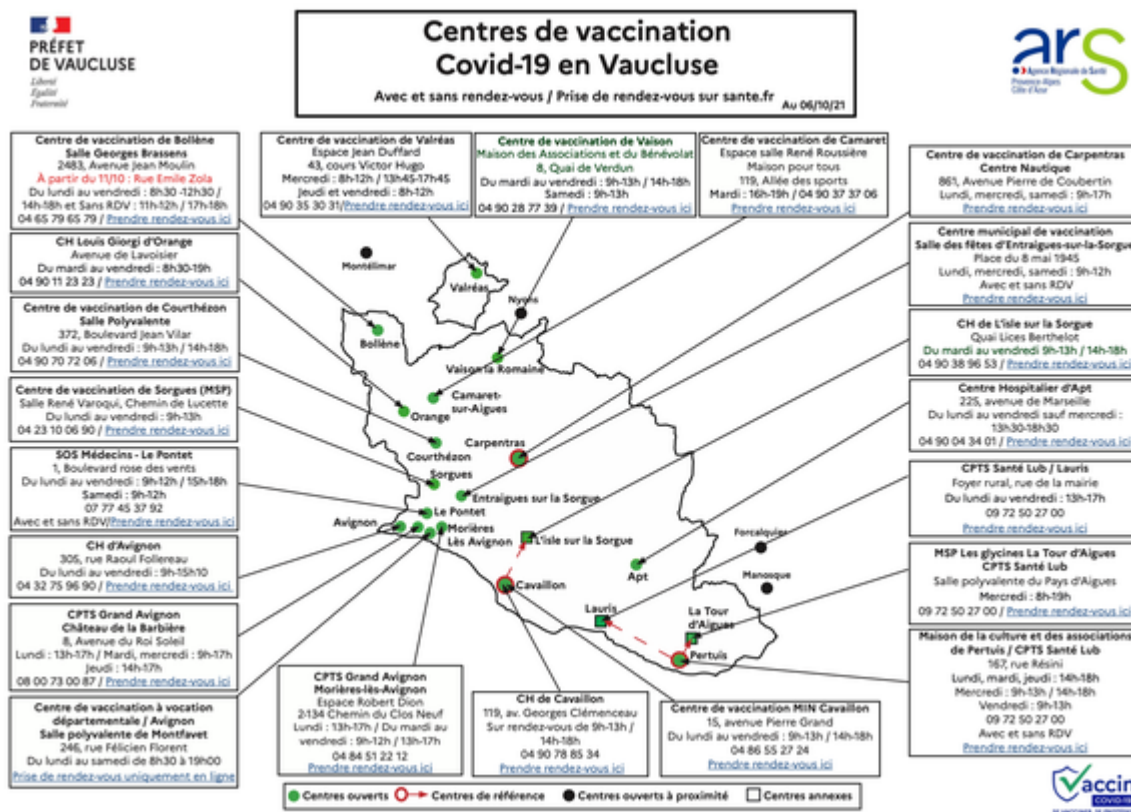 PRÉFET
DE VAUCLUSE
Liberté
Égalité
Fraternité
Centres de vaccination
Covid-19 en Vaucluse
Avec et sans rendez-vous / Prise de rendez-vous sur sante.fr
Au 06/10/21
ars
Agence Régionale de Santé
Provence-Alpes
Côte d'Azur
Centre de vaccination de Bollène
Salle Georges Brassens
2483, Avenue Jean Moulin
À partir du 11/10 : Rue Emile Zola
Du lundi au vendredi : 8h30 -12h30 /
14h-18h et Sans RDV : 11h-12h / 17h-18h
04 65 79 65 79 / Prendre rendez-vous ici
Centre de vaccination de Valréas
Espace Jean Duffard
43, cours Victor Hugo
Mercredi : 8h-12h / 13h45-17h45
Jeudi et vendredi : 8h-12h
04 90 35 30 31/Prendre rendez-vous ici
Centre de vaccination de Vaison
Maison des Associations et du Bénévolat
8, Quai de Verdun
Du mardi au vendredi : 9h-13h / 14h-18h
Samedi : 9h-13h
04 90 28 77 39 / Prendre rendez-vous ici
Centre de vaccination de Camaret
Espace salle René Roussière
Maison pour tous
119, Allée des sports
Mardi : 16h-19h / 04 90 37 37 06
Prendre rendez-vous ici
Centre de vaccination de Carpentras
Centre Nautique
861, Avenue Pierre de Coubertin
Lundi, mercredi, samedi : 9h-17h
Prendre rendez-vous ici
CH Louis Giorgi d'Orange
Avenue de Lavoisier
Du mardi au vendredi : 8h30-19h
04 90 11 23 23 / Prendre rendez-vous ici
Centre municipal de vaccination
Salle des fêtes d'Entraigues-sur-la-Sorgue
Place du 8 mai 1945
Lundi, mercredi, samedi : 9h-12h
Avec et sans RDV
Prendre rendez-vous ici
Centre de vaccination de Courthézon
Salle Polyvalente
372, Boulevard Jean Vilar
Du lundi au vendredi : 9h-13h / 14h-18h
04 90 70 72 06 / Prendre rendez-vous ici
CH de L'isle sur la Sorgue
Quai Lices Berthelot
Du mardi au vendredi 9h-13h / 14h-18h
04 90 38 96 53 / Prendre rendez-vous ici
Centre de vaccination de Sorgues (MSP)
Salle René Varoqui, Chemin de Lucette
Du lundi au vendredi : 9h-13h
04 23 10 06 90 / Prendre rendez-vous ici
Centre Hospitalier d'Apt
225, avenue de Marseille
Du lundi au vendredi sauf mercredi :
13h30-18h30
04 90 04 34 01 / Prendre rendez-vous ici
SOS Médecins - Le Pontet
1, Boulevard rose des vents
Du lundi au vendredi : 9h-12h / 15h-18h
Samedi : 9h-12h
07 77 45 37 92
Avec et sans RDV/Prendre rendez-vous ici
CPTS Santé Lub / Lauris
Foyer rural, rue de la mairie
Du lundi au vendredi : 13h-17h
09 72 50 27 00
Prendre rendez-vous ici
CH d'Avignon
305, rue Raoul Follereau
Du lundi au vendredi : 9h-15h10
04 32 75 96 90 / Prendre rendez-vous ici
MSP Les glycines La Tour d'Aigues
CPTS Santé Lub
Salle polyvalente du Pays d'Aigues
Mercredi : 8h-19h
09 72 50 27 00 / Prendre rendez-vous ici
CPTS Grand Avignon
Château de la Barbière
8, Avenue du Roi Soleil
Lundi : 13h-17h / Mardi, mercredi : 9h-17h
Jeudi : 14h-17h
08 00 73 00 87 / Prendre rendez-vous ici
Maison de la culture et des associations
de Pertuis / CPTS Santé Lub
167, rue Résini
Lundi, mardi, jeudi : 14h-18h
Mercredi : 9h-13h / 14h-18h
Vendredi : 9h-13h
09 72 50 27 00
Avec et sans RDV
Prendre rendez-vous ici
Centre de vaccination à vocation
départementale / Avignon
Salle polyvalente de Montfavet
246, rue Félicien Florent
Du lundi au samedi de 8h30 à 19h00
Prise de rendez-vous uniquement en ligne
CPTS Grand Avignon
Morières-lès-Avignon
Espace Robert Dion
2-134 Chemin du Clos Neuf
Lundi : 13h-17h / Du mardi au
vendredi : 9h-12h / 13h-17h
04 84 51 22 12
Prendre rendez-vous ici
CH de Cavaillon
119, av. Georges Clémenceau
Sur rendez-vous de 9h-13h /
14h-18h
04 90 78 85 34
Prendre rendez-vous ici
Centre de vaccination MIN Cavaillon
15, avenue Pierre Grand
Du lundi au vendredi : 9h-13h / 14h-18h
04 86 55 27 24
Prendre rendez-vous ici
Montélimar
Valréas
Nyons
Bollène
Vaison la Romaine
Camaret-
sur-Aigues
Orange
Carpentras
Courthézon
Sorgues
Entraigues sur la Sorgue
Le Pontet
Avignon
Morières
Lès Avignon
L'isle sur la Sorgue
Forcalquier
Apt
Cavaillon
Manosque
Lauris
La Tour
d'Aigues
Pertuis
Centres ouverts
Centres de référence
Centres ouverts à proximité
Centres annexes
Vaccin
COVID19